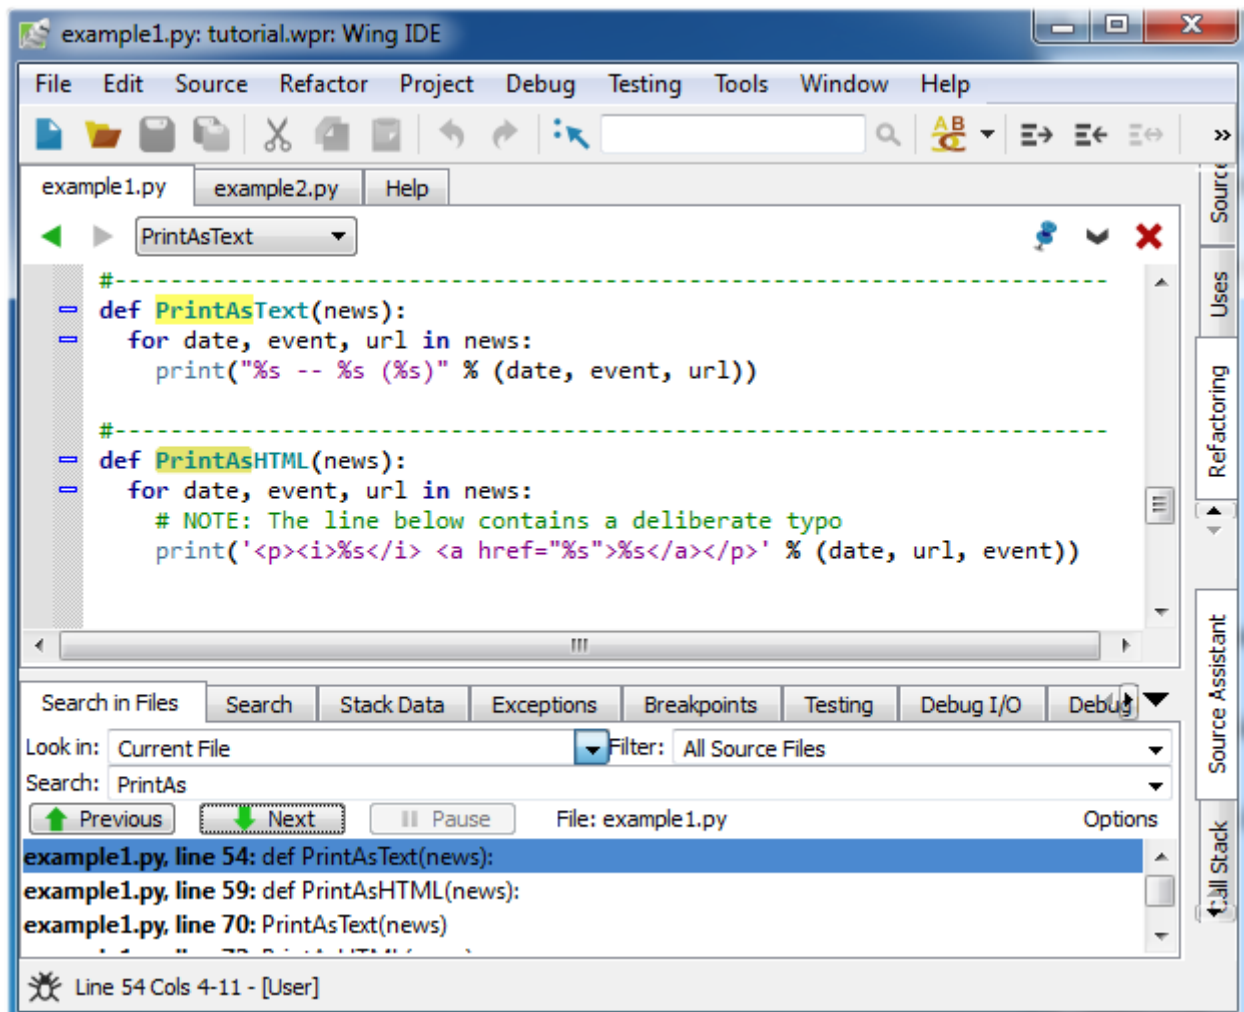 example1.py: tutorial.wpr: Wing IDE
File Edit Source Refactor Project Debug Testing Tools Window Help
AB »
example1.py example2.py Help
PrintAsText
#------------------------------------------------------------------------
def PrintAsText(news):
  for date, event, url in news:
    print("%s -- %s (%s)" % (date, event, url))
#------------------------------------------------------------------------
def PrintAsHTML(news):
  for date, event, url in news:
    # NOTE: The line below contains a deliberate typo
    print('<p><i>%s</i> <a href="%s">%s</a></p>' % (date, url, event))
Source
Uses
Refactoring
Source Assistant
Call Stack
Search in Files Search Stack Data Exceptions Breakpoints Testing Debug I/O Debug
Look in: Current File Filter: All Source Files
Search: PrintAs
Previous Next Pause File: example1.py Options
example1.py, line 54: def PrintAsText(news):
example1.py, line 59: def PrintAsHTML(news):
example1.py, line 70: PrintAsText(news)
Line 54 Cols 4-11 - [User]